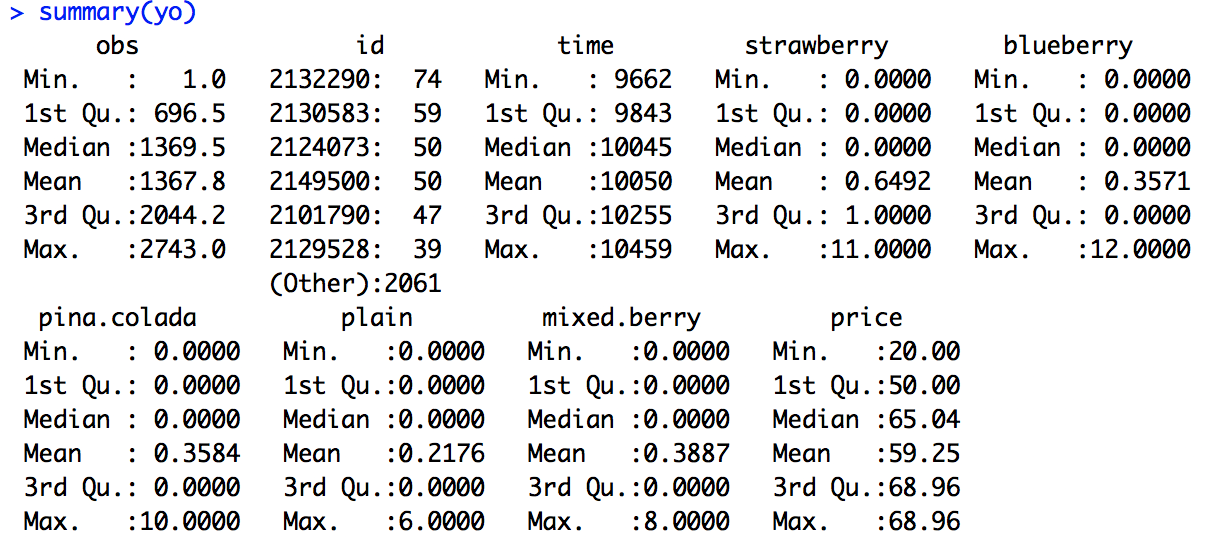 > summary(yo)
      obs               id            time         strawberry        blueberry
 Min.   :   1.0   2132290:  74   Min.   : 9662   Min.   : 0.0000   Min.   : 0.0000
 1st Qu.: 696.5   2130583:  59   1st Qu.: 9843   1st Qu.: 0.0000   1st Qu.: 0.0000
 Median :1369.5   2124073:  50   Median :10045   Median : 0.0000   Median : 0.0000
 Mean   :1367.8   2149500:  50   Mean   :10050   Mean   : 0.6492   Mean   : 0.3571
 3rd Qu.:2044.2   2101790:  47   3rd Qu.:10255   3rd Qu.: 1.0000   3rd Qu.: 0.0000
 Max.   :2743.0   2129528:  39   Max.   :10459   Max.   :11.0000   Max.   :12.0000
                  (Other):2061
  pina.colada          plain         mixed.berry         price
 Min.   : 0.0000   Min.   :0.0000   Min.   :0.0000   Min.   :20.00
 1st Qu.: 0.0000   1st Qu.:0.0000   1st Qu.:0.0000   1st Qu.:50.00
 Median : 0.0000   Median :0.0000   Median :0.0000   Median :65.04
 Mean   : 0.3584   Mean   :0.2176   Mean   :0.3887   Mean   :59.25
 3rd Qu.: 0.0000   3rd Qu.:0.0000   3rd Qu.:0.0000   3rd Qu.:68.96
 Max.   :10.0000   Max.   :6.0000   Max.   :8.0000   Max.   :68.96